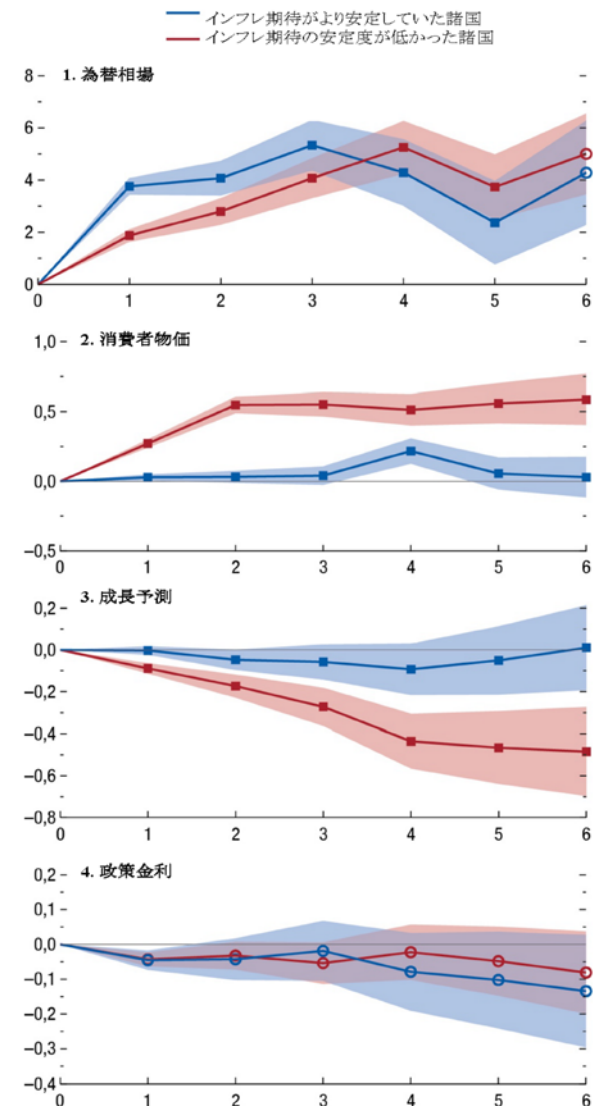 インフレ期待がより安定していた諸国
インフレ期待の安定度が低かった諸国
1. 為替相場
8
6
4
2
0
0 1 2 3 4 5 6
2. 消費者物価
1,0
0,5
0,0
−0,5
0 1 2 3 4 5 6
3. 成長予測
0,2
0,0
−0,2
−0,4
−0,6
−0,8
0 1 2 3 4 5 6
4. 政策金利
0,2
0,1
0,0
−0,1
−0,2
−0,3
−0,4
0 1 2 3 4 5 6